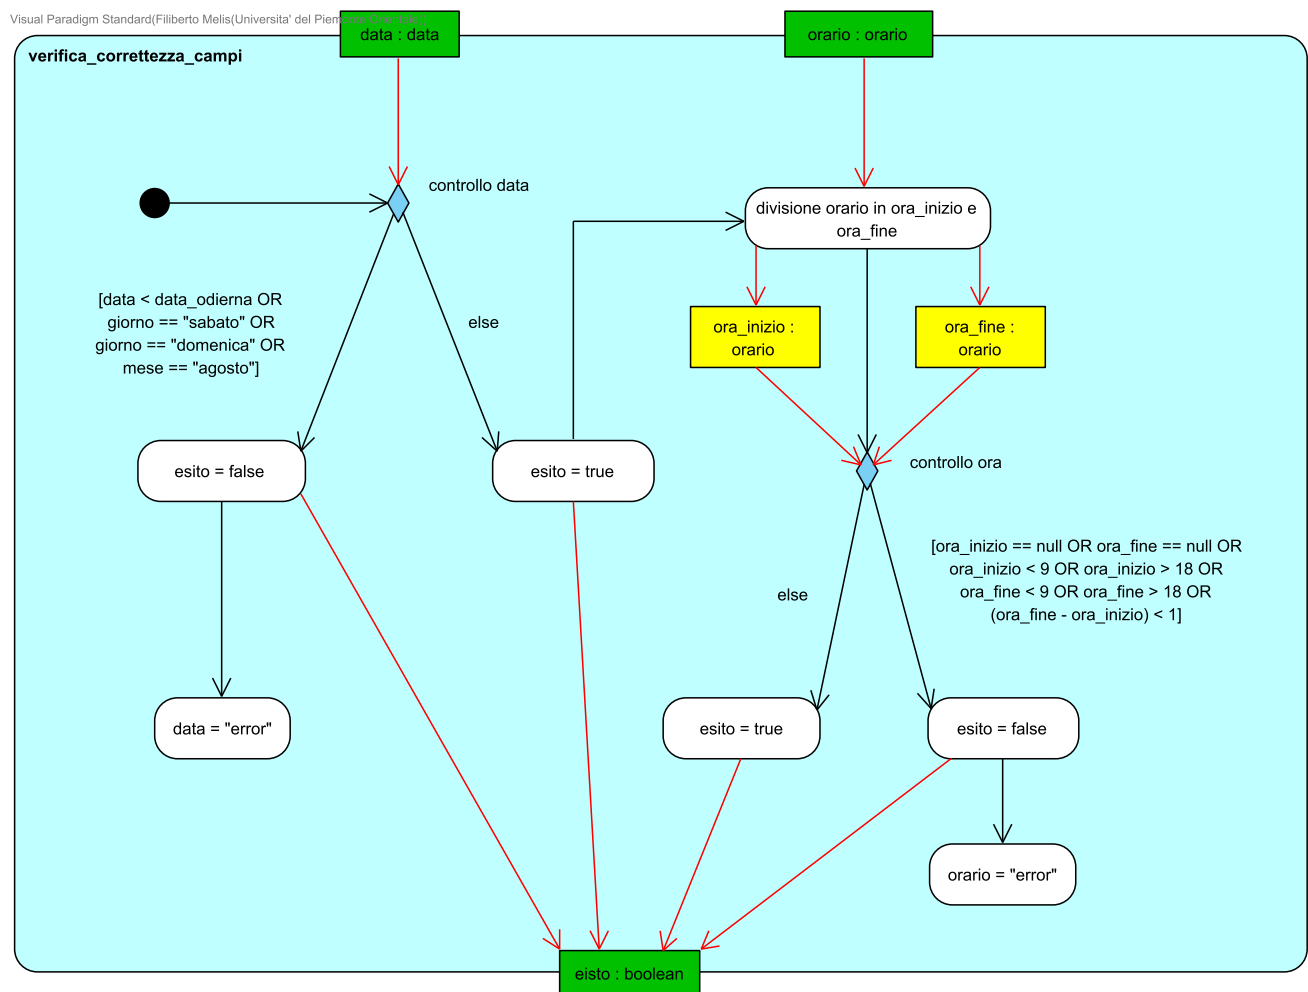 Visual Paradigm Standard(Filiberto Melis(Universita' del Piemonte Orientale))
data : data
orario : orario
verifica_correttezza_campi
controllo data
divisione orario in ora_inizio e
ora_fine
[data < data_odierna OR
giorno == "sabato" OR
giorno == "domenica" OR
mese == "agosto"]
else
ora_inizio :
orario
ora_fine :
orario
esito = false
esito = true
controllo ora
[ora_inizio == null OR ora_fine == null OR
ora_inizio < 9 OR ora_inizio > 18 OR
ora_fine < 9 OR ora_fine > 18 OR
(ora_fine - ora_inizio) < 1]
else
data = "error"
esito = true
esito = false
orario = "error"
eisto : boolean